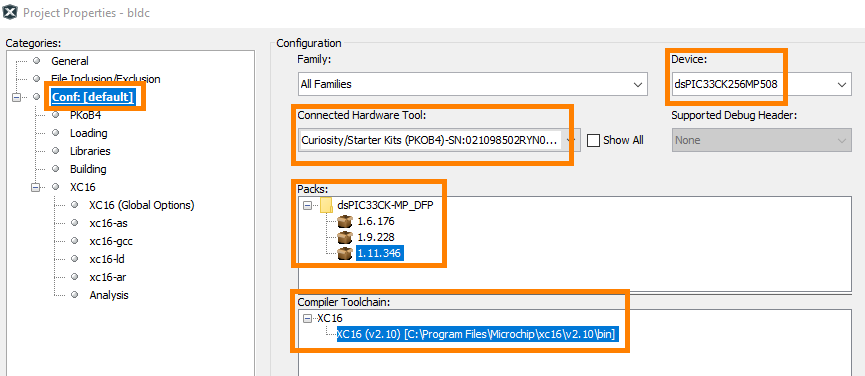 Project Properties - bldc
Categories:
General
File Inclusion/Exclusion
Conf: [default]
PKoB4
Loading
Libraries
Building
XC16
XC16 (Global Options)
xc16-as
xc16-gcc
xc16-ld
xc16-ar
Analysis
Configuration
Family:
All Families
Device:
dsPIC33CK256MP508
Connected Hardware Tool:
Curiosity/Starter Kits (PKOB4)-SN:021098502RYN0...
Show All
Supported Debug Header:
None
Packs:
dsPIC33CK-MP_DFP
1.6.176
1.9.228
1.11.346
Compiler Toolchain:
XC16
XC16 (v2.10) [C:\Program Files\Microchip\xc16\v2.10\bin]